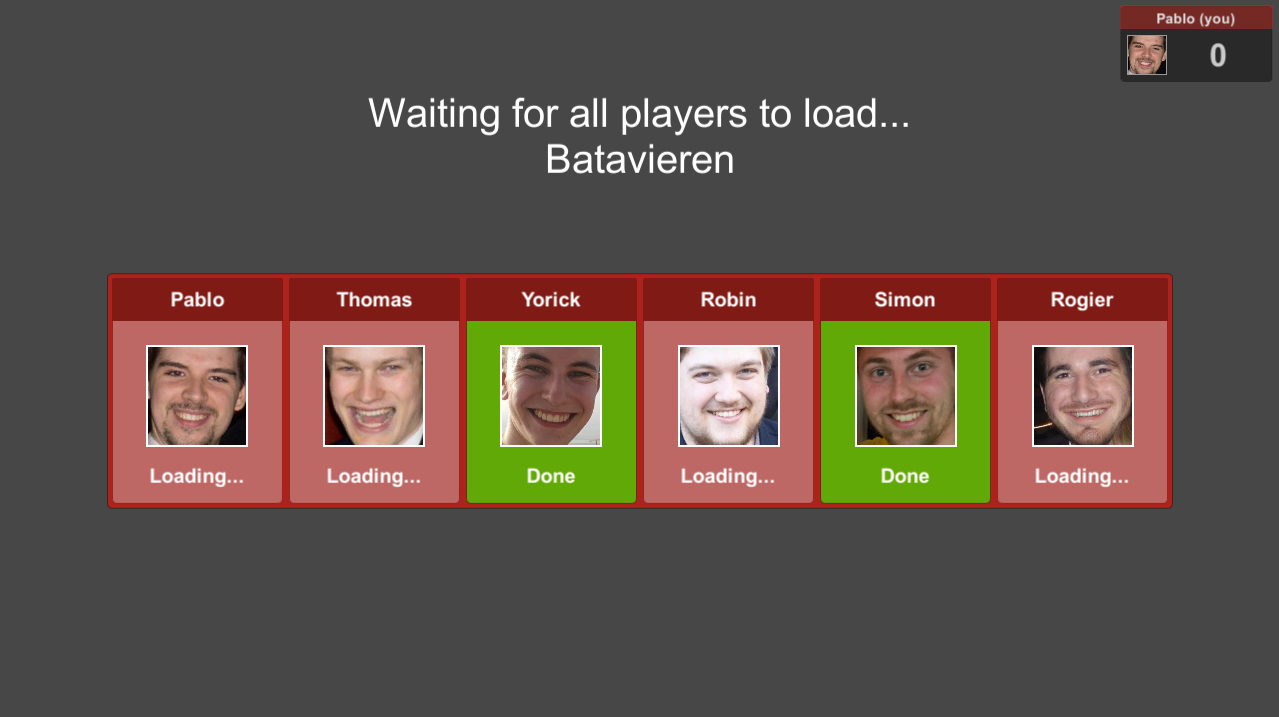 Pablo (you)
0
Waiting for all players to load...
Batavieren
Pablo
Thomas
Yorick
Robin
Simon
Rogier
Loading...
Loading...
Done
Loading...
Done
Loading...